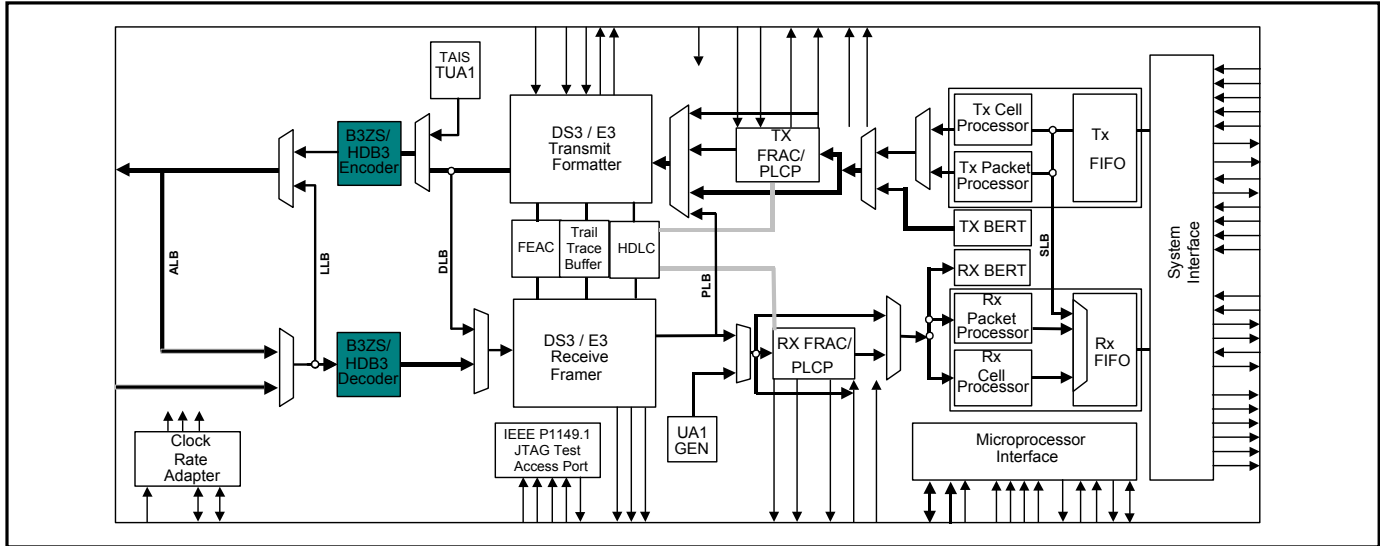 TAIS
TUA1
B3ZS/
HDB3
Encoder
DS3 / E3
Transmit
Formatter
TX
FRAC/
PLCP
Tx Cell
Processor
Tx Packet
Processor
Tx
FIFO
TX BERT
RX BERT
System
Interface
FEAC
Trail
Trace
Buffer
HDLC
ALB
LLB
DLB
PLB
SLB
B3ZS/
HDB3
Decoder
DS3 / E3
Receive
Framer
RX FRAC/
PLCP
Rx
Packet
Processor
Rx
Cell
Processor
Rx
FIFO
UA1
GEN
Clock
Rate
Adapter
IEEE P1149.1
JTAG Test
Access Port
Microprocessor
Interface